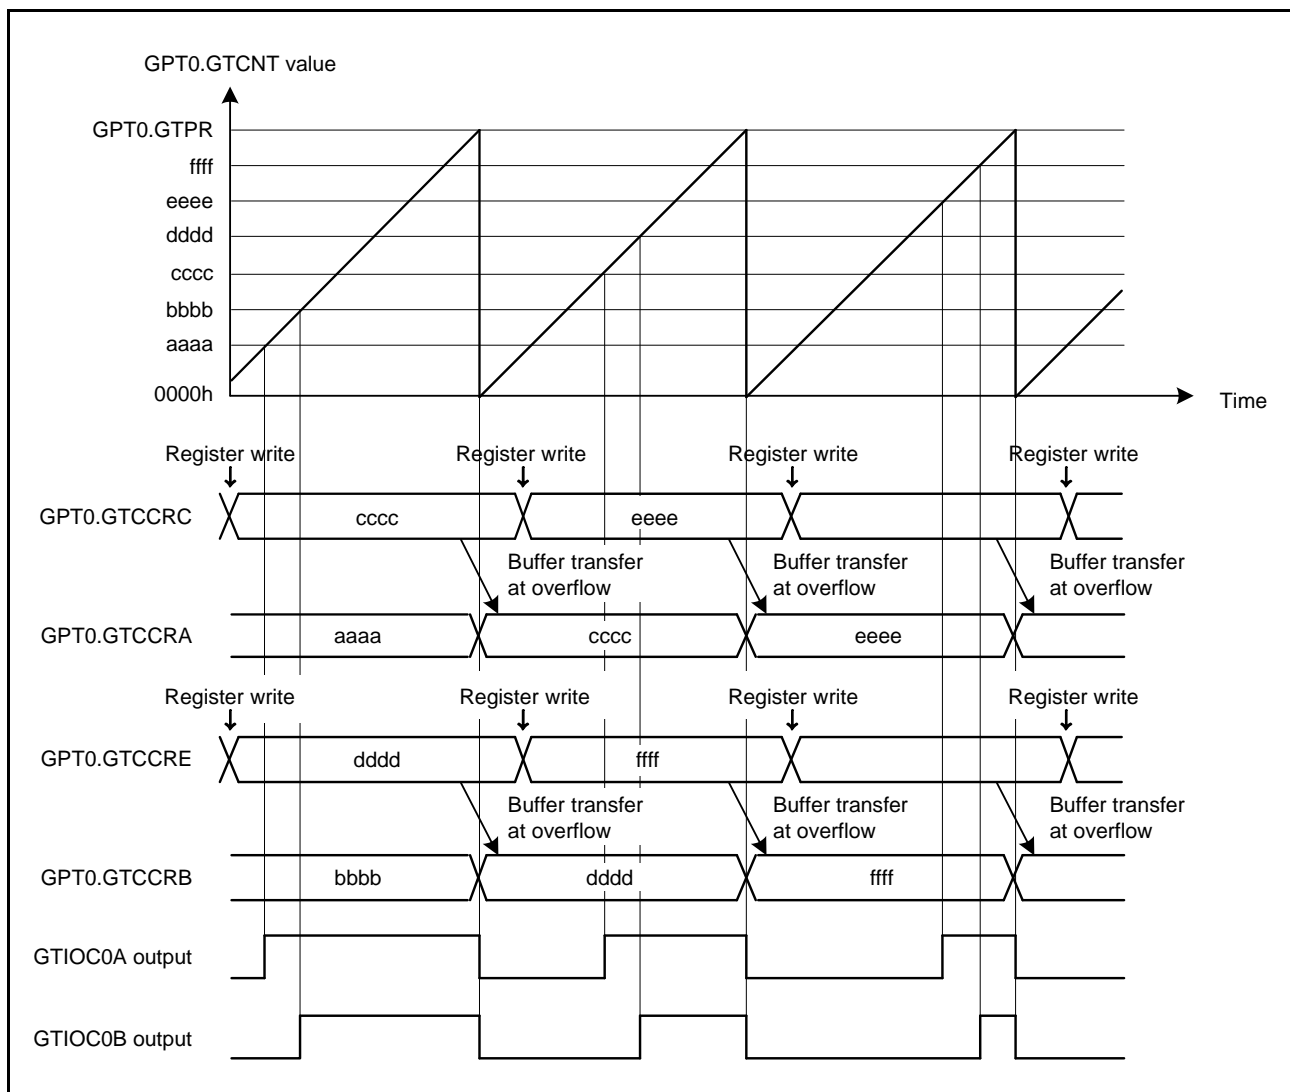 GPT0.GTCNT value
GPT0.GTPR
ffff
eeee
dddd
cccc
bbbb
aaaa
0000h
Time
Register write Register write Register write Register write
GPT0.GTCCRC cccc eeee
Buffer transfer at overflow
Buffer transfer at overflow
Buffer transfer at overflow
GPT0.GTCCRA aaaa cccc eeee
Register write Register write Register write Register write
GPT0.GTCCRE dddd ffff
Buffer transfer at overflow
Buffer transfer at overflow
Buffer transfer at overflow
GPT0.GTCCRB bbbb dddd ffff
GTIOC0A output
GTIOC0B output